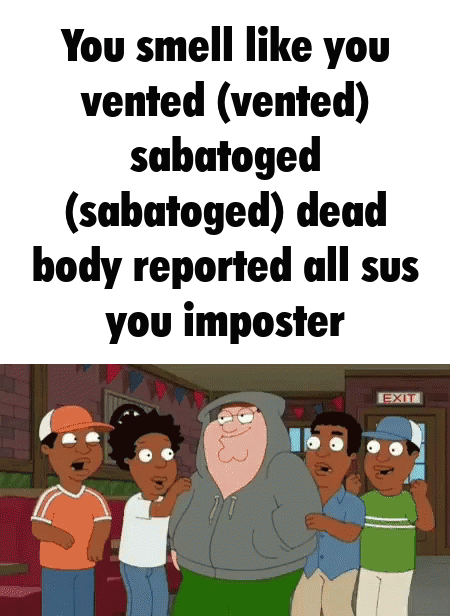 You smell like you
vented (vented)
sabatoged
(sabatoged) dead
body reported all sus
you imposter
EXIT